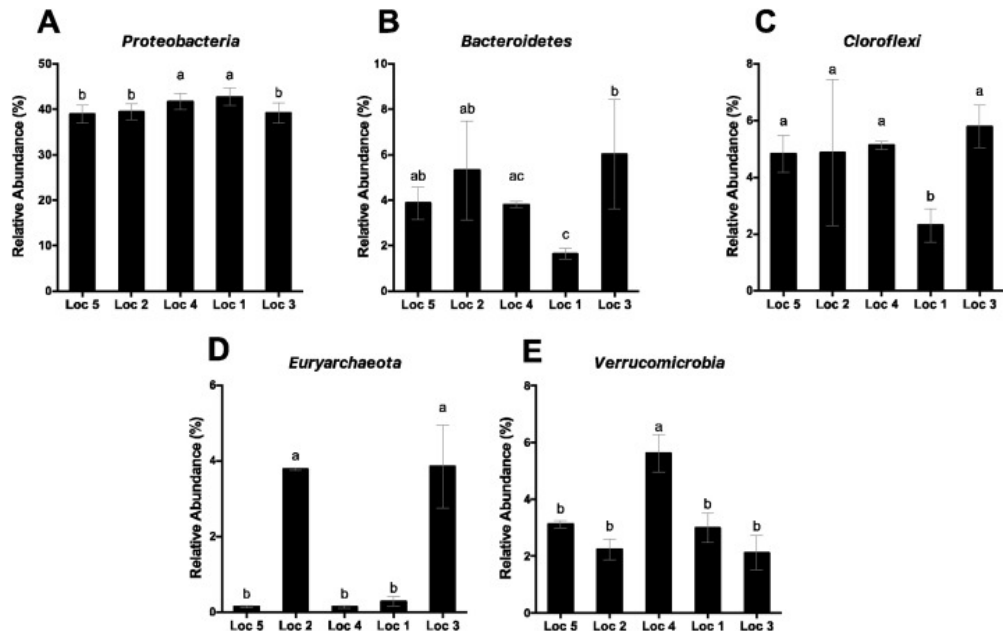 A
Proteobacteria
Relative Abundance (%)
50
40
30
20
10
0
b b a a b
Loc 5 Loc 2 Loc 4 Loc 1 Loc 3
B
Bacteroidetes
Relative Abundance (%)
10
8
6
4
2
0
ab ab ac c b
Loc 5 Loc 2 Loc 4 Loc 1 Loc 3
C
Cloroflexi
Relative Abundance (%)
8
6
4
2
0
a a a b a
Loc 5 Loc 2 Loc 4 Loc 1 Loc 3
D
Euryarchaeota
Relative Abundance (%)
6
4
2
0
b a b b a
Loc 5 Loc 2 Loc 4 Loc 1 Loc 3
E
Verrucomicrobia
Relative Abundance (%)
8
6
4
2
0
b b a b b
Loc 5 Loc 2 Loc 4 Loc 1 Loc 3